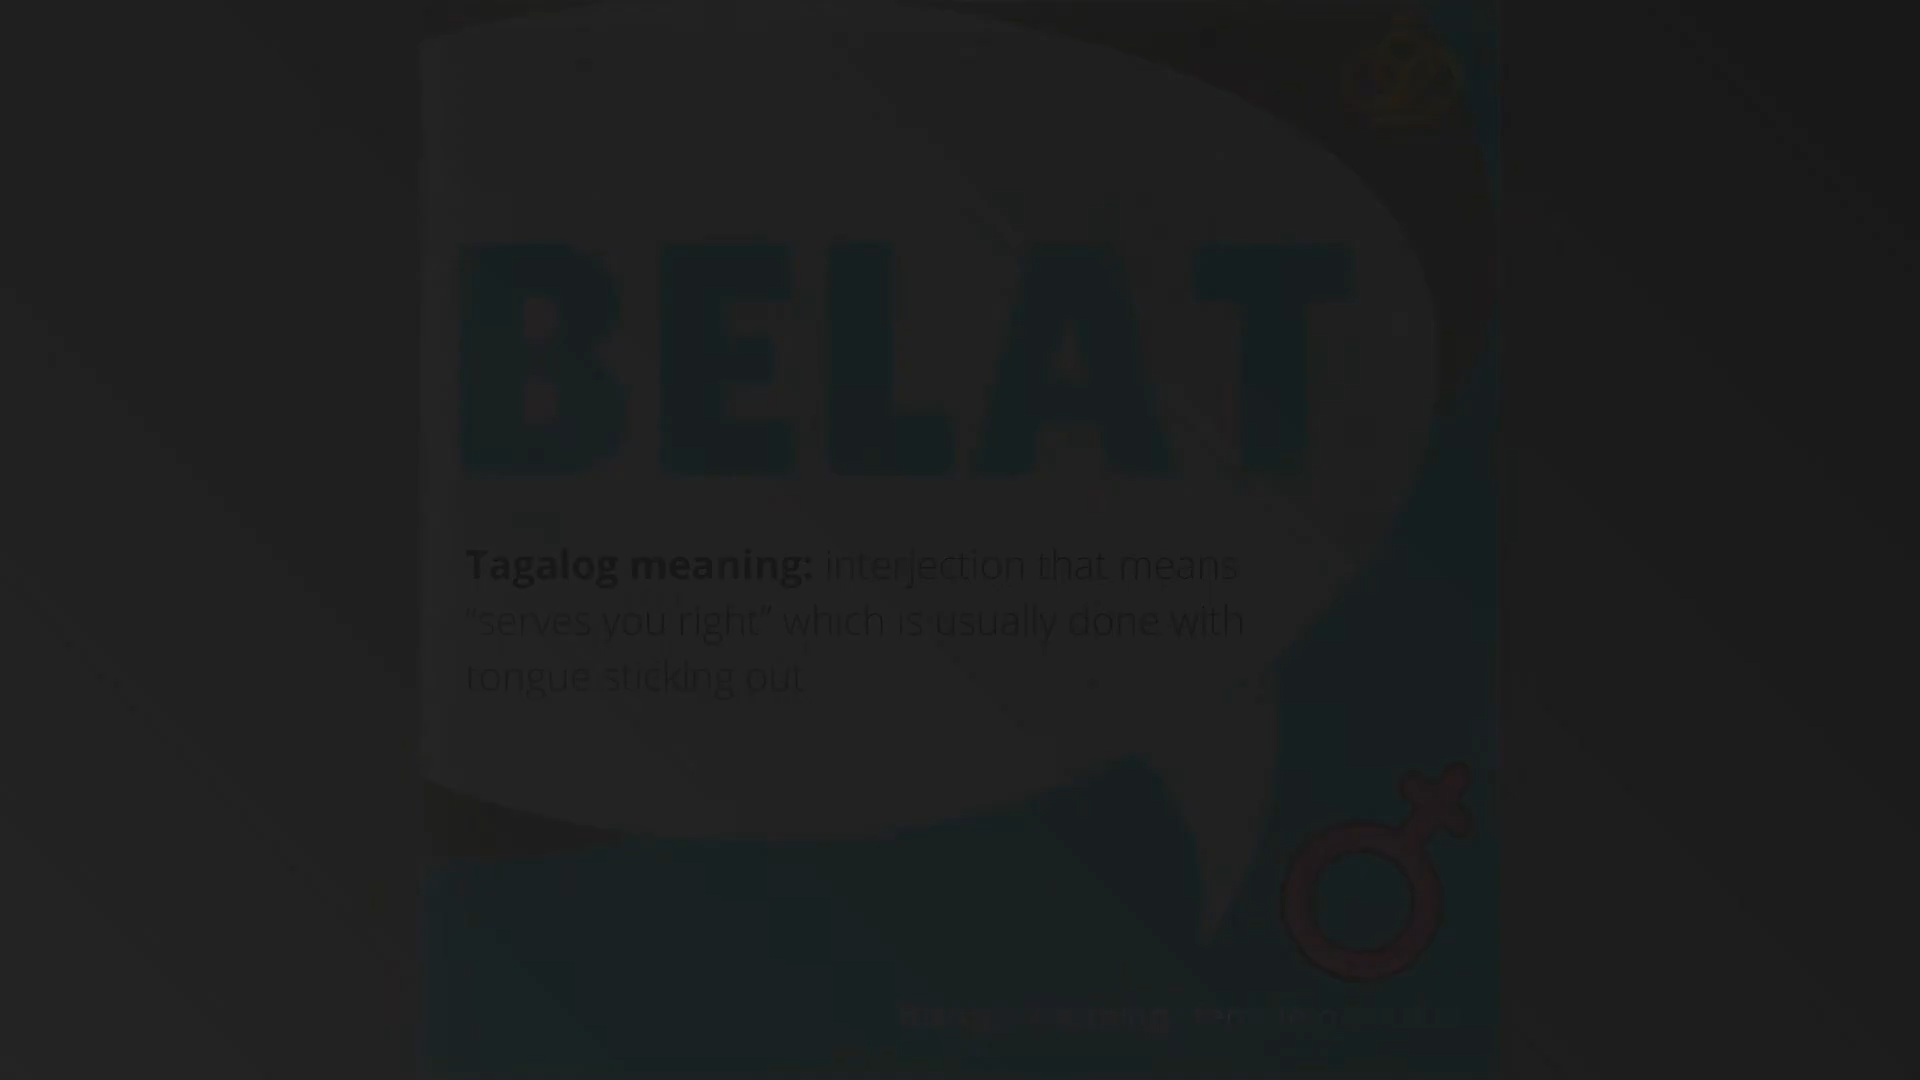 BELAT
Tagalog meaning: interjection that means
“serves you right” which is usually done with
tongue sticking out